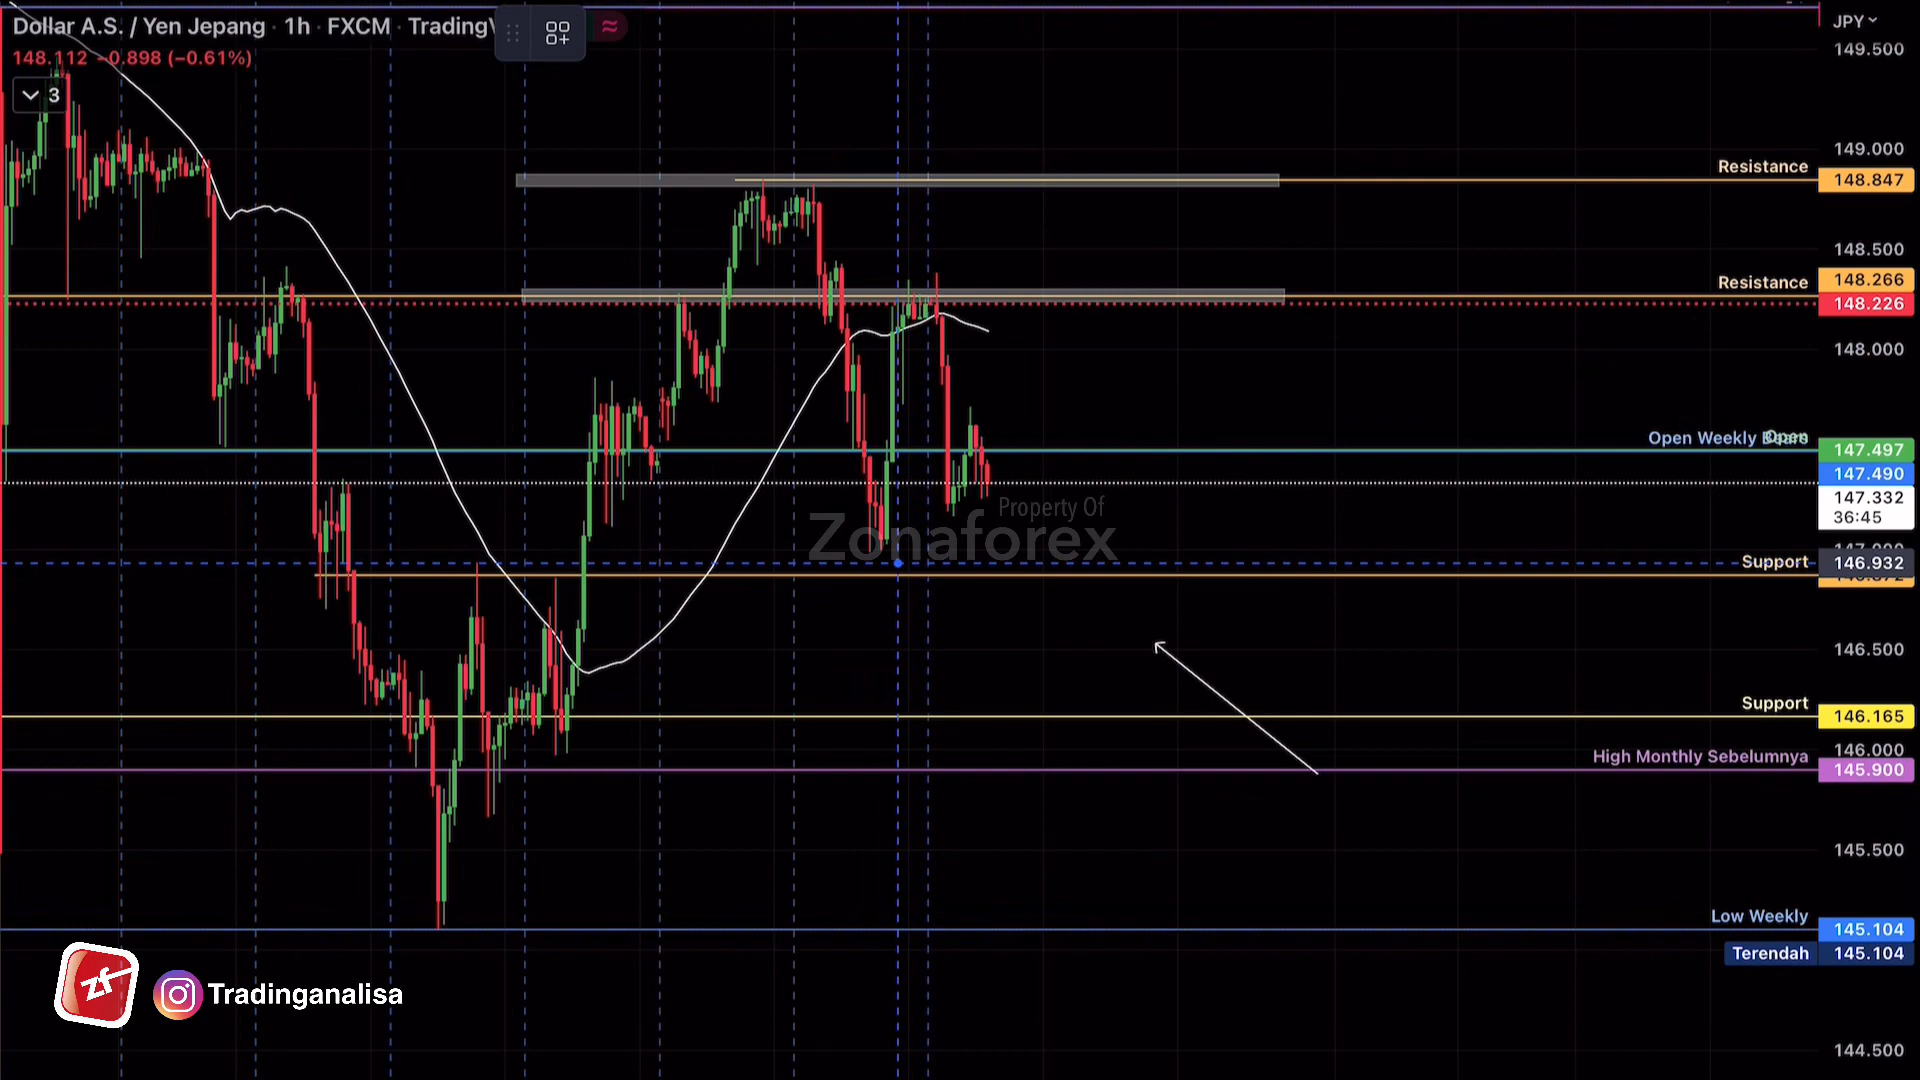 Dollar A.S. / Yen Jepang · 1h · FXCM · Trading
148.112 −0.898 (−0.61%)
3
JPY
149.500
149.000
Resistance
148.847
148.500
Resistance
148.266
148.226
148.000
Open Weekly
Open
147.497
147.490
147.332
36:45
Property Of
Zonaforex
Support
146.932
146.500
Support
146.165
146.000
High Monthly Sebelumnya
145.900
145.500
Low Weekly
145.104
Terendah
145.104
144.500
zf
Tradinganalisa